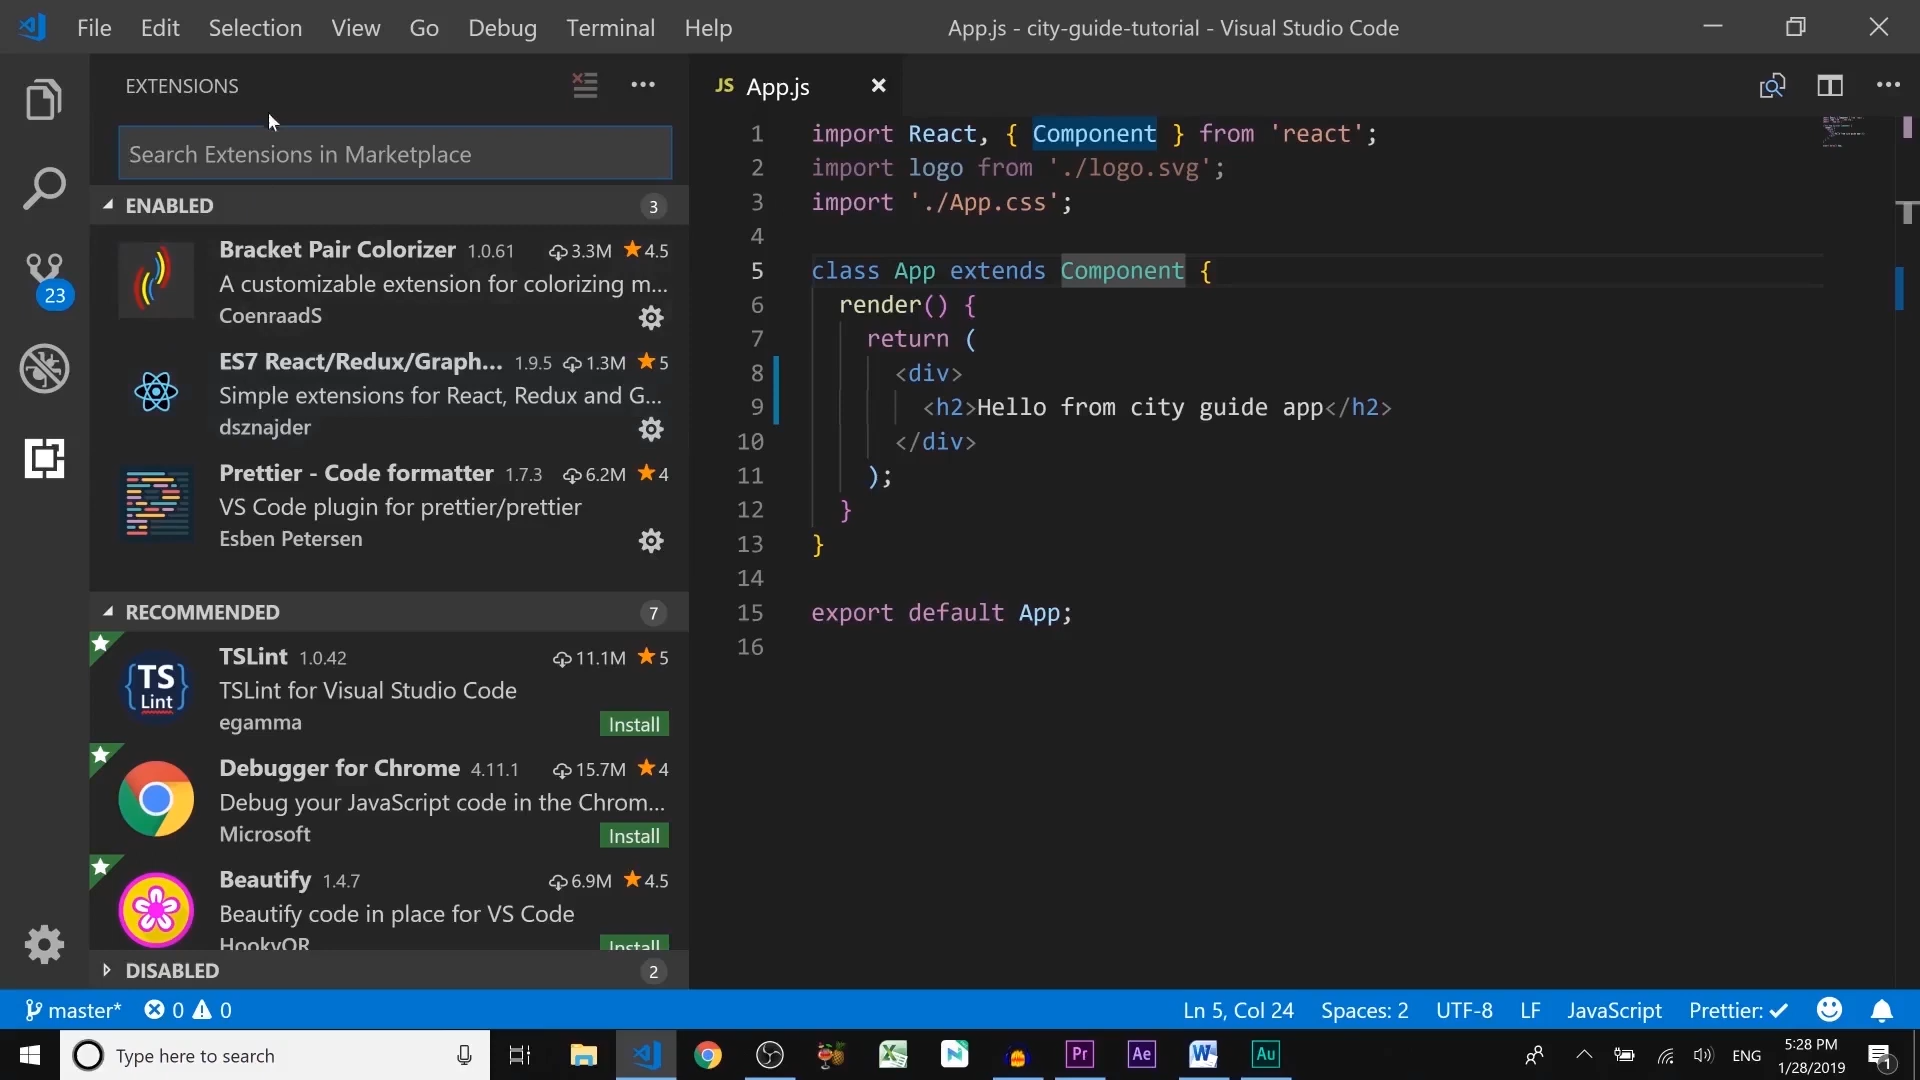 File Edit Selection View Go Debug Terminal Help
App.js - city-guide-tutorial - Visual Studio Code
EXTENSIONS
Search Extensions in Marketplace
ENABLED 3
Bracket Pair Colorizer 1.0.61 3.3M 4.5
A customizable extension for colorizing m...
CoenraadS
ES7 React/Redux/Graph... 1.9.5 1.3M 5
Simple extensions for React, Redux and G...
dsznajder
Prettier - Code formatter 1.7.3 6.2M 4
VS Code plugin for prettier/prettier
Esben Petersen
RECOMMENDED 7
TS Lint
TSLint 1.0.42 11.1M 5
TSLint for Visual Studio Code
egamma Install
Debugger for Chrome 4.11.1 15.7M 4
Debug your JavaScript code in the Chrom...
Microsoft Install
Beautify 1.4.7 6.9M 4.5
Beautify code in place for VS Code
HookyQR Install
DISABLED 2
23
JS App.js
1 import React, { Component } from 'react';
2 import logo from './logo.svg';
3 import './App.css';
4
5 class App extends Component {
6 render() {
7 return (
8 <div>
9 <h2>Hello from city guide app</h2>
10 </div>
11 );
12 }
13 }
14
15 export default App;
16
master* 0 0
Ln 5, Col 24 Spaces: 2 UTF-8 LF JavaScript Prettier: ✓
Type here to search
Pr Ae W Au
ENG
5:28 PM
1/28/2019
1